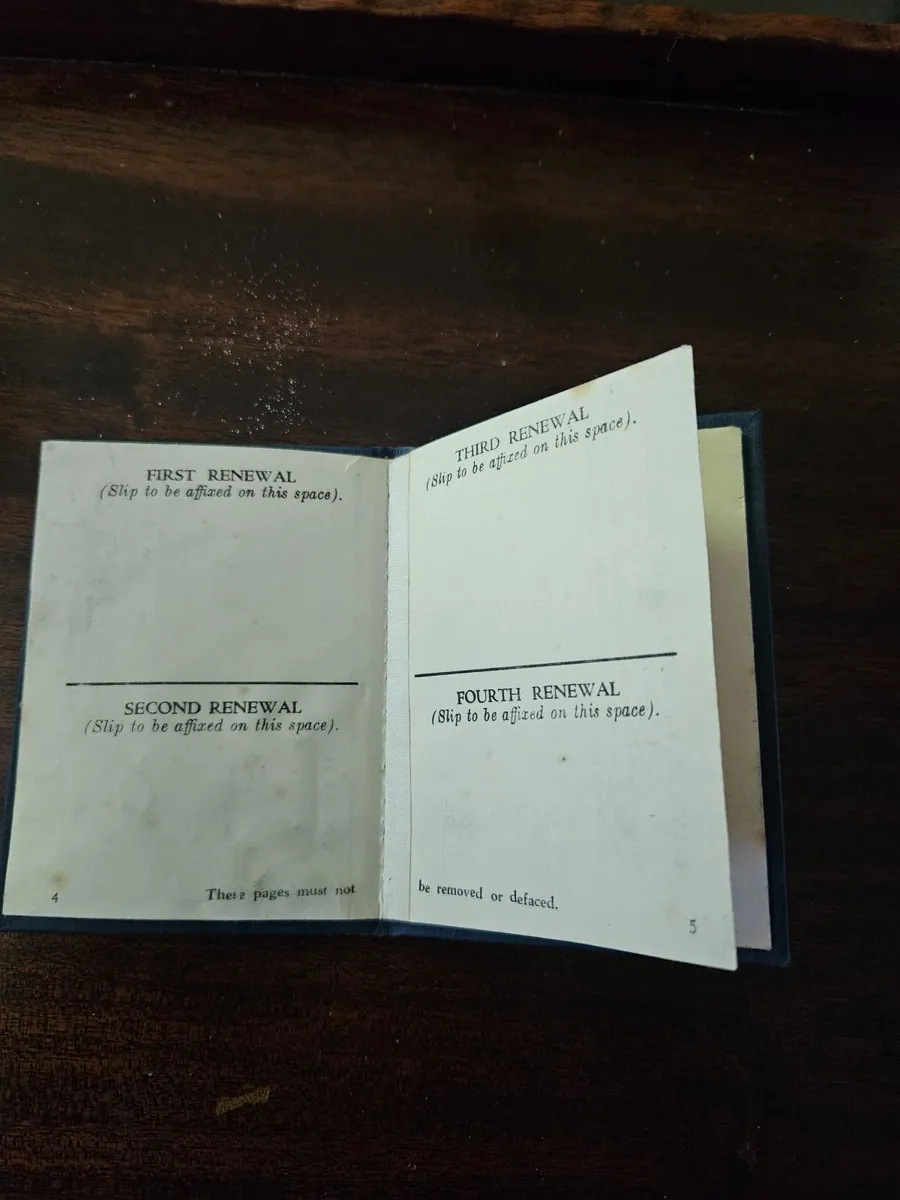 FIRST RENEWAL
(Slip to be affixed on this space).
SECOND RENEWAL
(Slip to be affixed on this space).
4
These pages must not
THIRD RENEWAL
(Slip to be affixed on this space).
FOURTH RENEWAL
(Slip to be affixed on this space).
be removed or defaced.
5